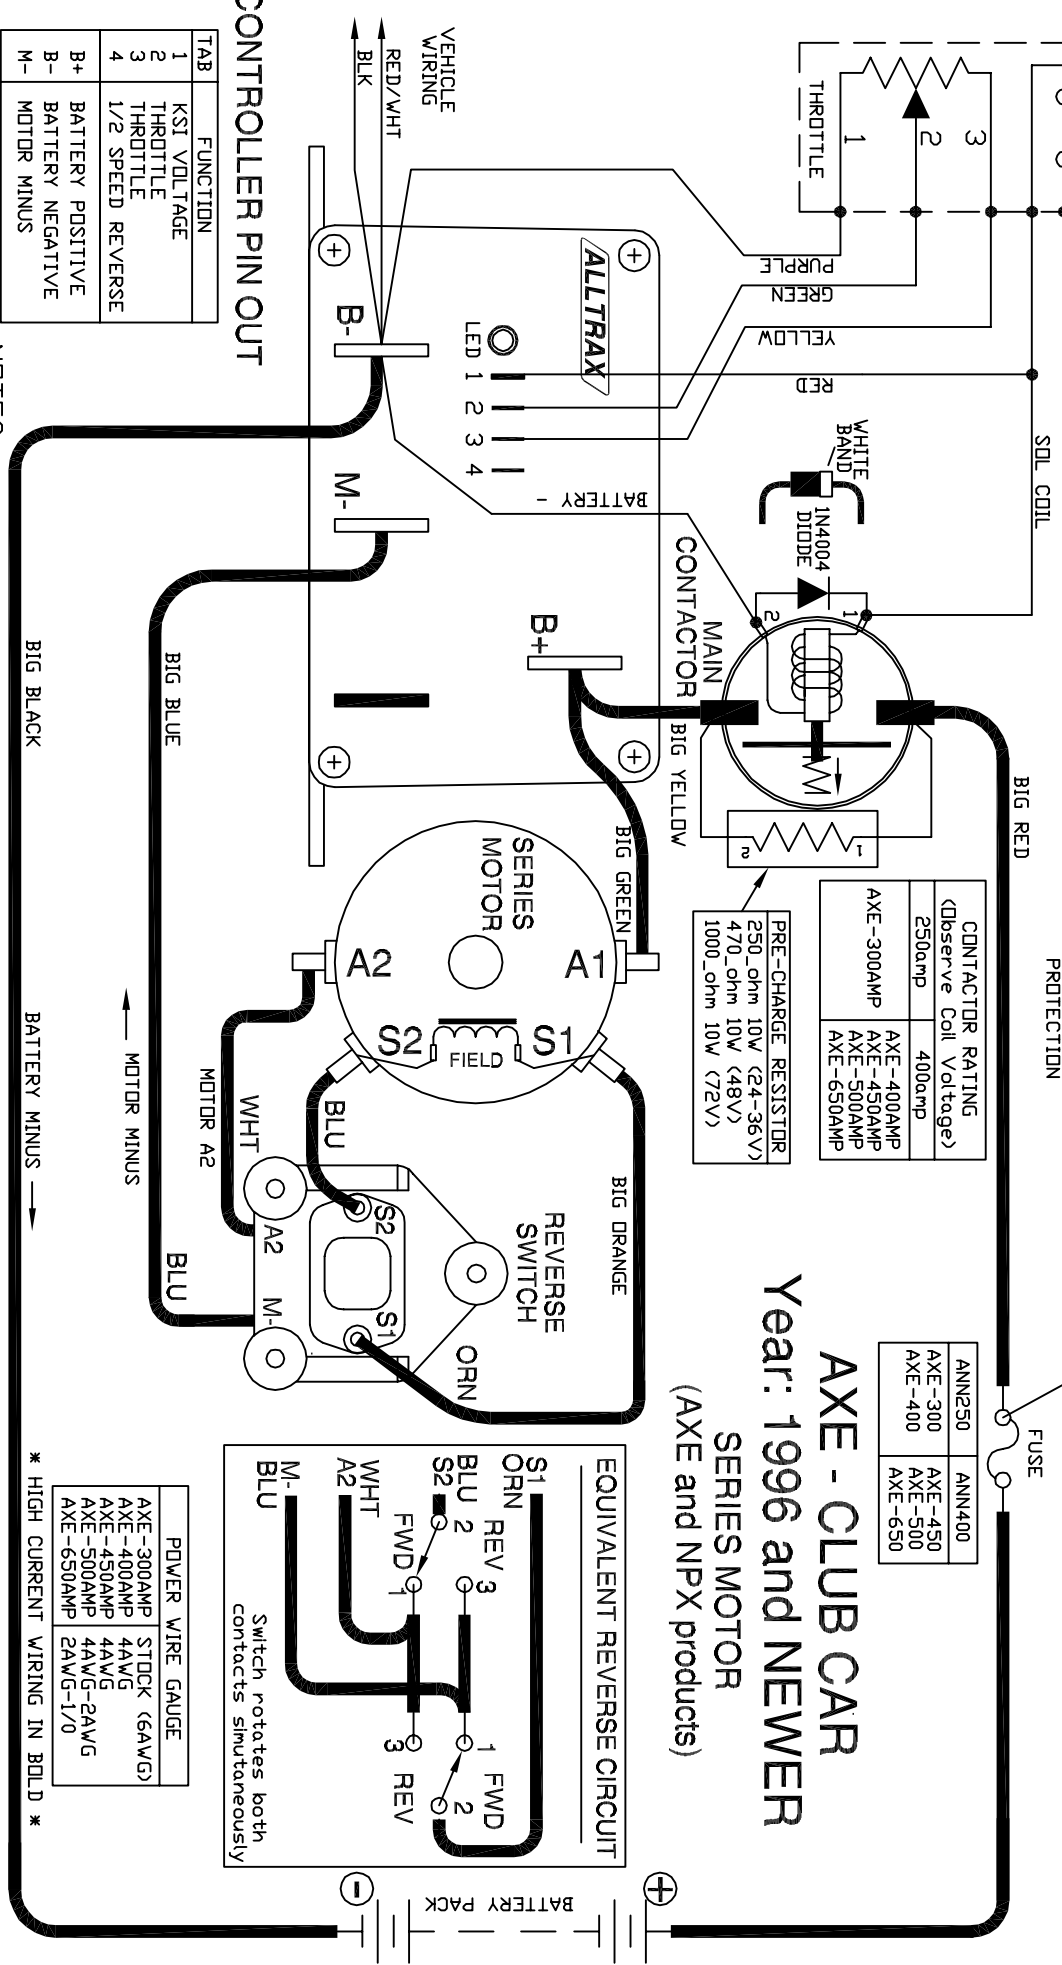 AXE - CLUB CAR
Year: 1996 and NEWER
SERIES MOTOR
(AXE and NPX products)
THROTTLE
1
2
3
PURPLE
GREEN
YELLOW
RED
SOL COIL
VEHICLE
WIRING
RED/WHT
BLK
CONTROLLER PIN OUT
TAB FUNCTION
1 KSI VOLTAGE
2 THROTTLE
3 THROTTLE
4 1/2 SPEED REVERSE
B+ BATTERY POSITIVE
B- BATTERY NEGATIVE
M- MOTOR MINUS
ALLTRAX
LED
1
2
3
4
B-
M-
B+
BATTERY -
WHITE
BAND
1N4004
DIODE
1
2
MAIN
CONTACTOR
BIG YELLOW
BIG RED
1
2
PROTECTION
CONTACTOR RATING
(Observe Coil Voltage)
250amp 400amp
AXE-300AMP AXE-400AMP
AXE-450AMP
AXE-500AMP
AXE-650AMP
PRE-CHARGE RESISTOR
250_ohm 10W (24-36V)
470_ohm 10W (48V)
1000_ohm 10W (72V)
BIG GREEN
SERIES
MOTOR
A1
A2
S1
S2
FIELD
BIG ORANGE
BLU
WHT
MOTOR A2
BIG BLUE
BIG BLACK
BATTERY MINUS
MOTOR MINUS
REVERSE
SWITCH
S2
S1
A2
M-
ORN
BLU
FUSE
ANN250 ANN400
AXE-300 AXE-450
AXE-400 AXE-500
AXE-650
EQUIVALENT REVERSE CIRCUIT
S1
ORN
BLU
S2
WHT
A2
M-
BLU
REV 3
2
FWD 1
1 FWD
2
3 REV
Switch rotates both
contacts simutaneously
POWER WIRE GAUGE
AXE-300AMP STOCK (6AWG)
AXE-400AMP 4AWG
AXE-450AMP 4AWG
AXE-500AMP 4AWG-2AWG
AXE-650AMP 2AWG-1/0
* HIGH CURRENT WIRING IN BOLD *
+
BATTERY PACK
-